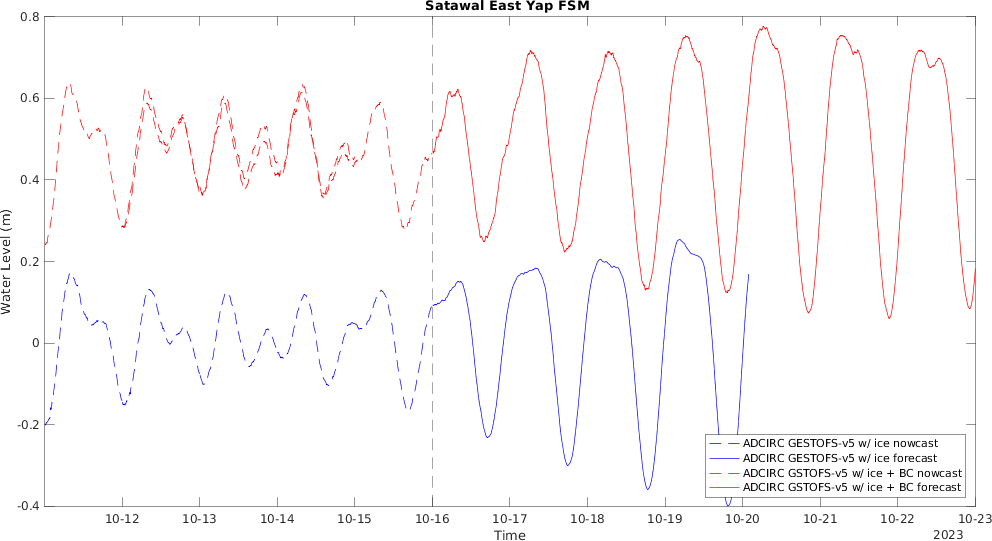 Satawal East Yap FSM
0.8
0.6
0.4
0.2
0
-0.2
-0.4
Water Level (m)
ADCIRC GESTOFS-v5 w/ ice nowcast
ADCIRC GESTOFS-v5 w/ ice forecast
ADCIRC GSTOFS-v5 w/ ice + BC nowcast
ADCIRC GSTOFS-v5 w/ ice + BC forecast
10-12 10-13 10-14 10-15 10-16 10-17 10-18 10-19 10-20 10-21 10-22 10-23
Time
2023